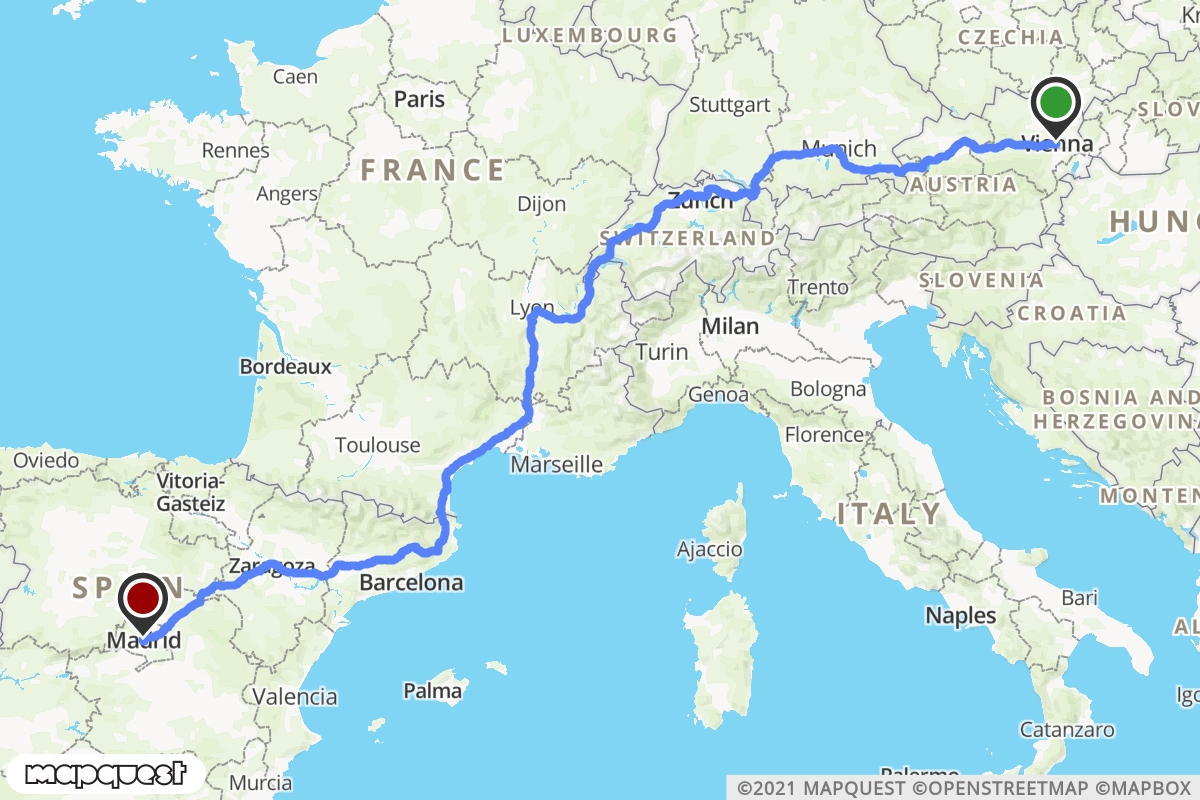 LUXEMBOURG
CZECHIA
Kr
Caen
Paris
Stuttgart
SLOV
Rennes
Munich
Vienna
FRANCE
Angers
AUSTRIA
Dijon
Zurich
HUNG
SWITZERLAND
SLOVENIA
Trento
Lyon
CROATIA
Milan
Turin
Bordeaux
Genoa
Bologna
BOSNIA AND
HERZEGOVINA
Florence
Toulouse
Marseille
Oviedo
Vitoria-
Gasteiz
MONTEN
ITALY
Ajaccio
Zaragoza
SPAIN
Barcelona
Bari
Naples
AL
Madrid
Palma
Valencia
Igo
Catanzaro
Palermo
mapquest
Murcia
©2021 MAPQUEST ©OPENSTREETMAP ©MAPBOX